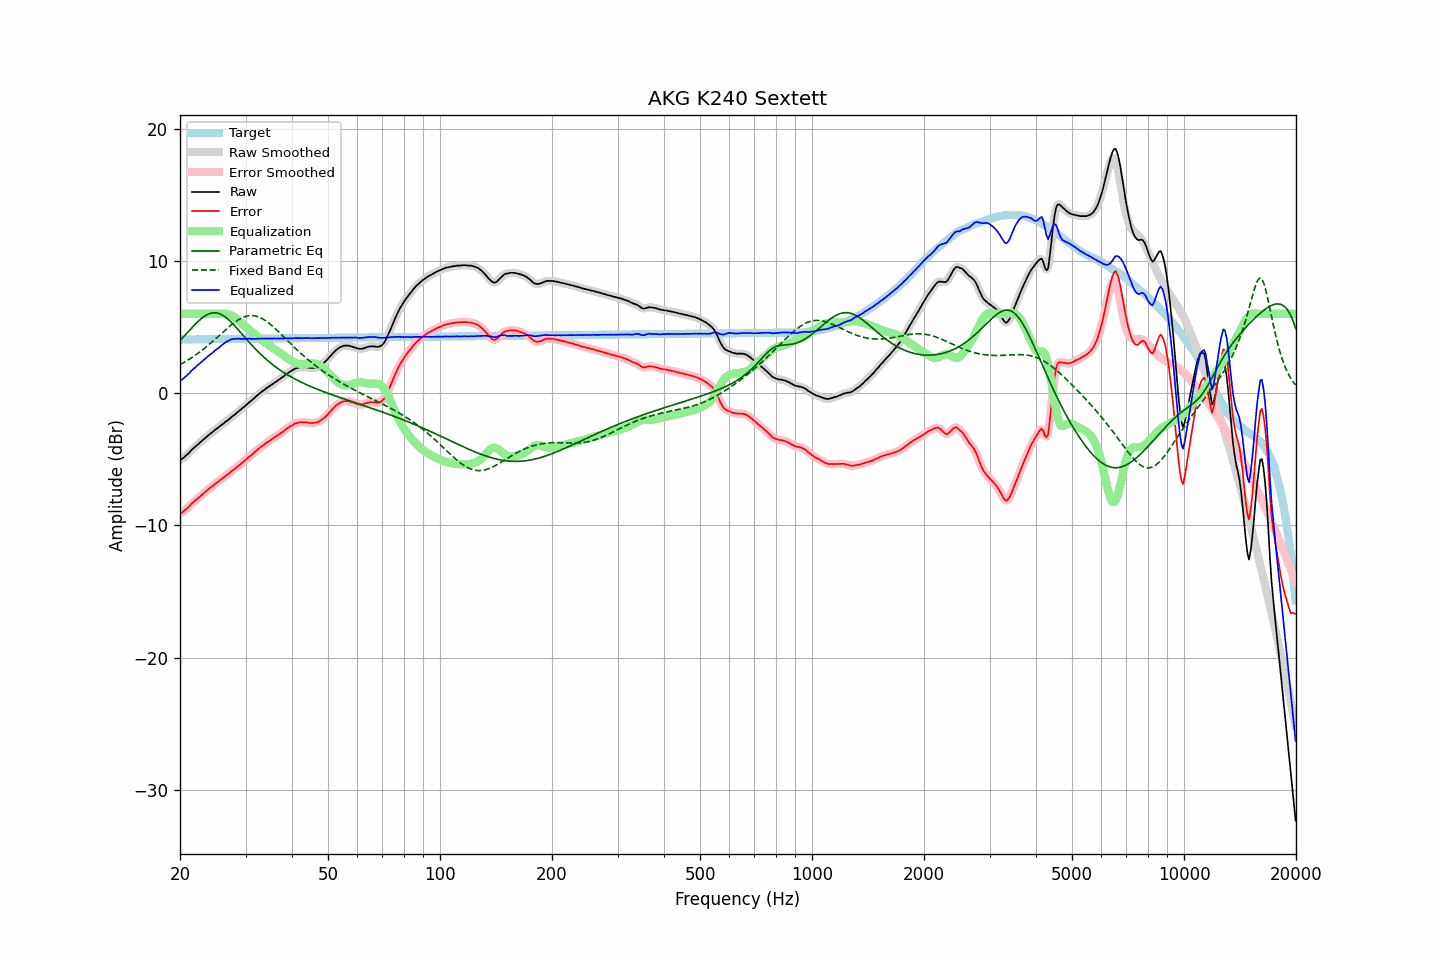 AKG K240 Sextett
Target
Raw Smoothed
Error Smoothed
Raw
Error
Equalization
Parametric Eq
Fixed Band Eq
Equalized
20
10
0
−10
−20
−30
Amplitude (dBr)
20
50
100
200
500
1000
2000
5000
10000
20000
Frequency (Hz)